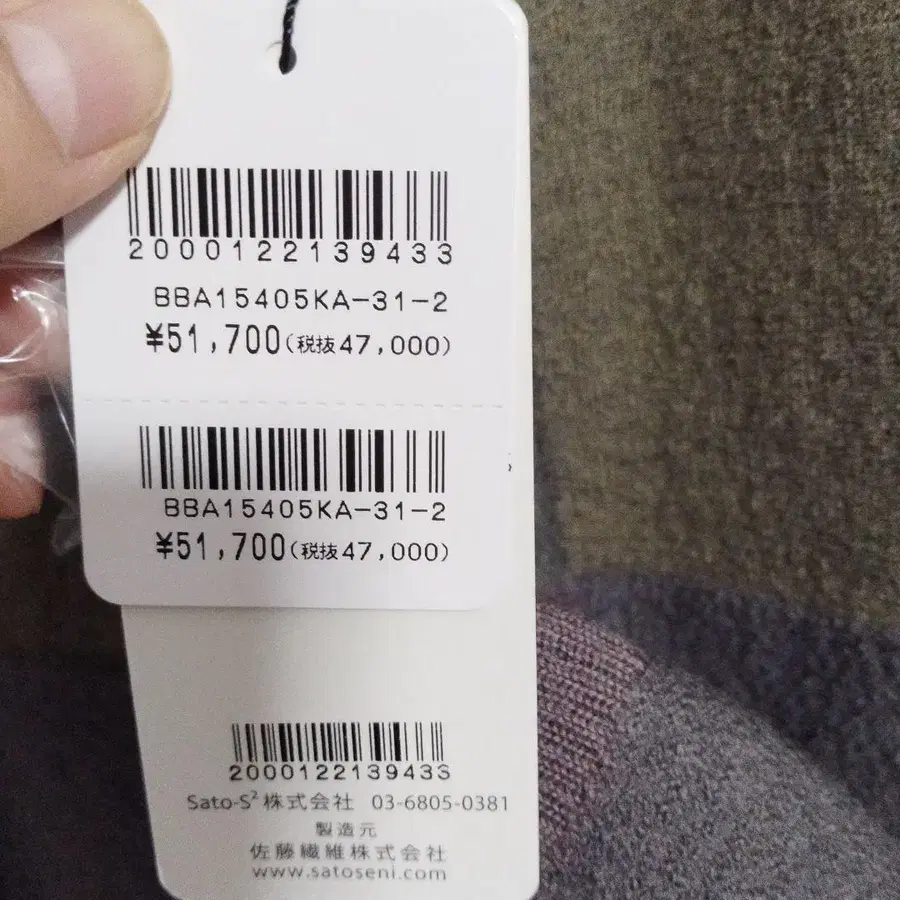 2000122139433
BBA15405KA-31-2
¥51,700(税抜47,000)
BBA15405KA-31-2
¥51,700(税抜47,000)
2000122139433
Sato-S²株式会社 03-6805-0381
製造元
佐藤繊維株式会社
www.satoseni.com